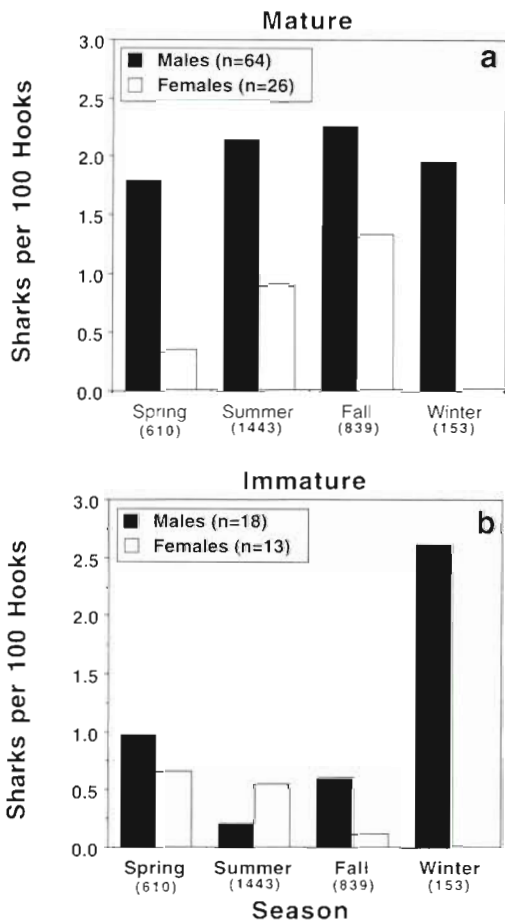 Mature
3.0
Males (n=64)
a
Females (n=26)
2.5
2.0
1.5
1.0
0.5
0.0
Sharks per 100 Hooks
Spring Summer Fall Winter
(610) (1443) (839) (153)
Immature
3.0
Males (n=18)
b
Females (n=13)
2.5
2.0
1.5
1.0
0.5
0.0
Sharks per 100 Hooks
Spring Summer Fall Winter
(610) (1443) (839) (153)
Season